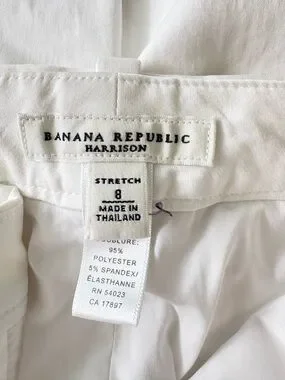 BANANA REPUBLIC
HARRISON
STRETCH
8
MADE IN
THAILAND
95%
POLYESTER
5% SPANDEX/
ÉLASTHANNE
RN 54023
CA 17897